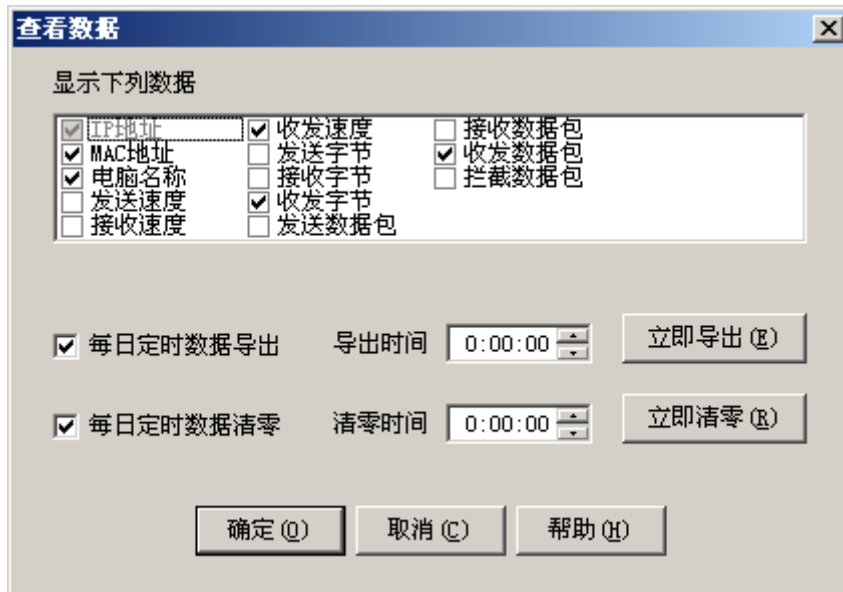 查看数据
显示下列数据
IP地址 收发速度 接收数据包
MAC地址 发送字节 收发数据包
电脑名称 接收字节 拦截数据包
发送速度 收发字节
接收速度 发送数据包
每日定时数据导出 导出时间 0:00:00 立即导出(E)
每日定时数据清零 清零时间 0:00:00 立即清零(R)
确定(O) 取消(C) 帮助(H)